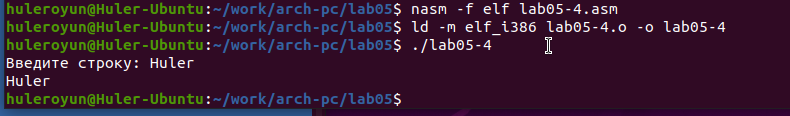 huleroyun@Huler-Ubuntu:~/work/arch-pc/lab05$ nasm -f elf lab05-4.asm
huleroyun@Huler-Ubuntu:~/work/arch-pc/lab05$ ld -m elf_i386 lab05-4.o -o lab05-4
huleroyun@Huler-Ubuntu:~/work/arch-pc/lab05$ ./lab05-4
Введите строку: Huler
Huler
huleroyun@Huler-Ubuntu:~/work/arch-pc/lab05$